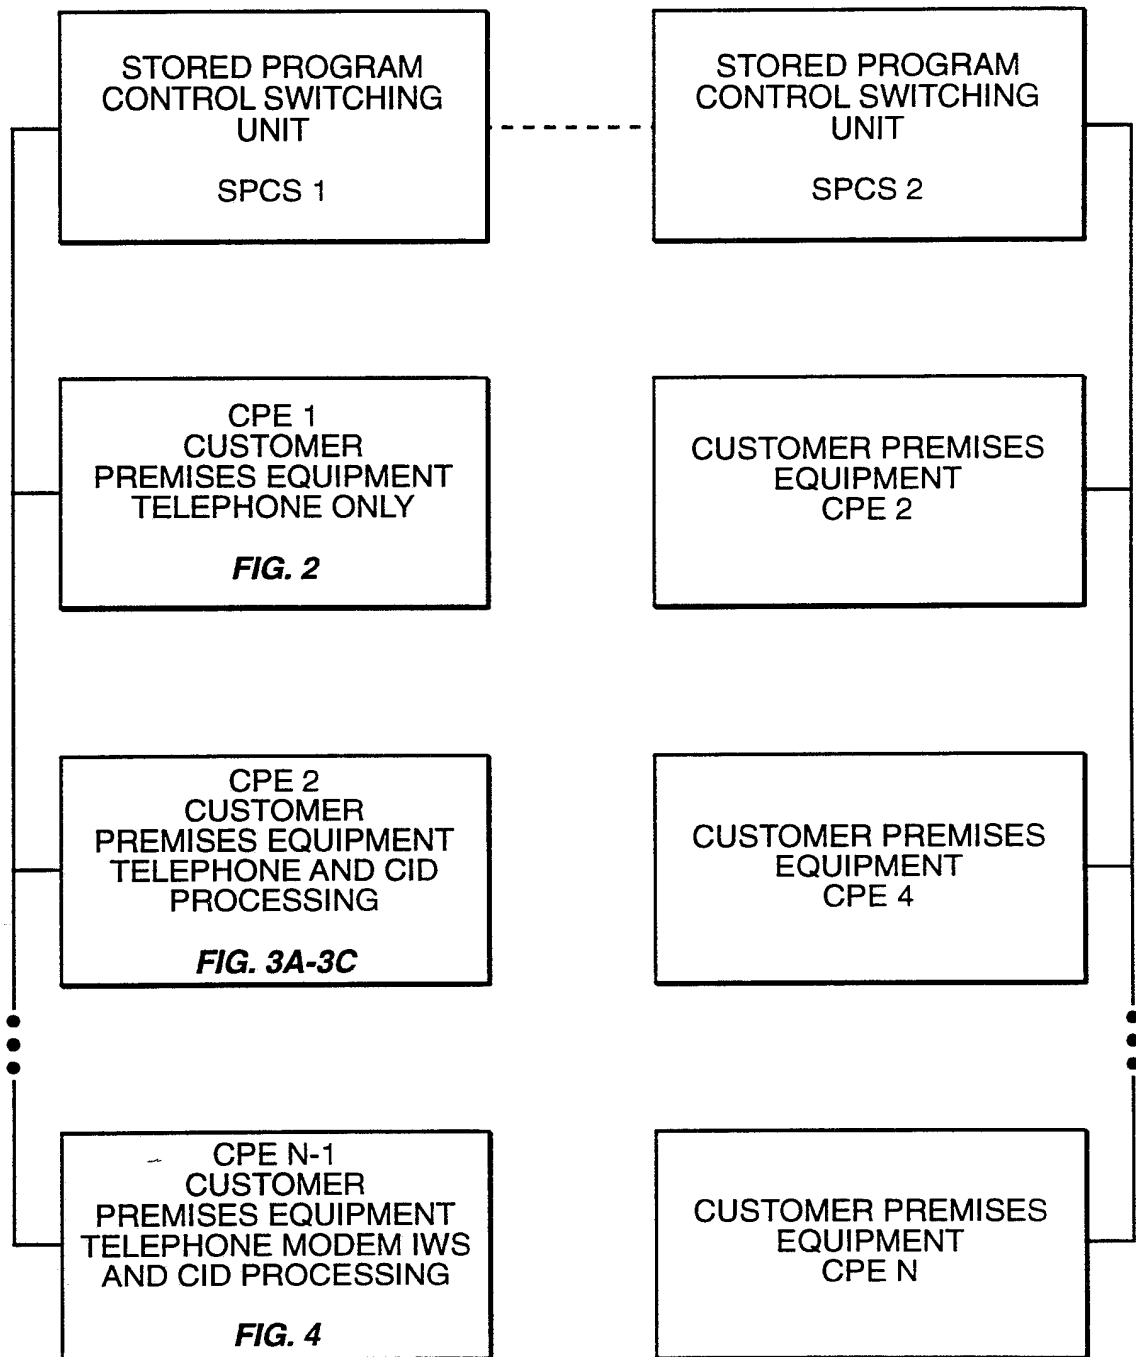 STORED PROGRAM
CONTROL SWITCHING
UNIT
SPCS 1
STORED PROGRAM
CONTROL SWITCHING
UNIT
SPCS 2
CPE 1
CUSTOMER
PREMISES EQUIPMENT
TELEPHONE ONLY
FIG. 2
CUSTOMER PREMISES
EQUIPMENT
CPE 2
CPE 2
CUSTOMER
PREMISES EQUIPMENT
TELEPHONE AND CID
PROCESSING
FIG. 3A-3C
CUSTOMER PREMISES
EQUIPMENT
CPE 4
CPE N-1
CUSTOMER
PREMISES EQUIPMENT
TELEPHONE MODEM IWS
AND CID PROCESSING
FIG. 4
CUSTOMER PREMISES
EQUIPMENT
CPE N